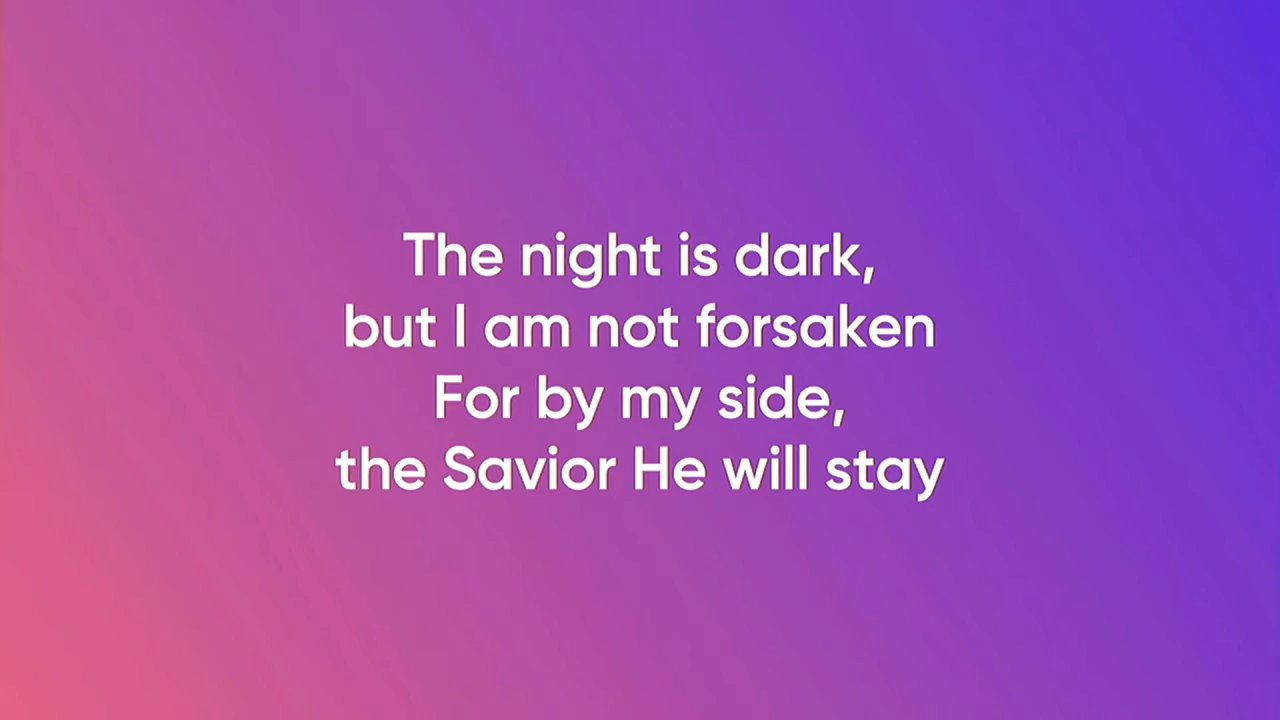 The night is dark,
but I am not forsaken
For by my side,
the Savior He will stay